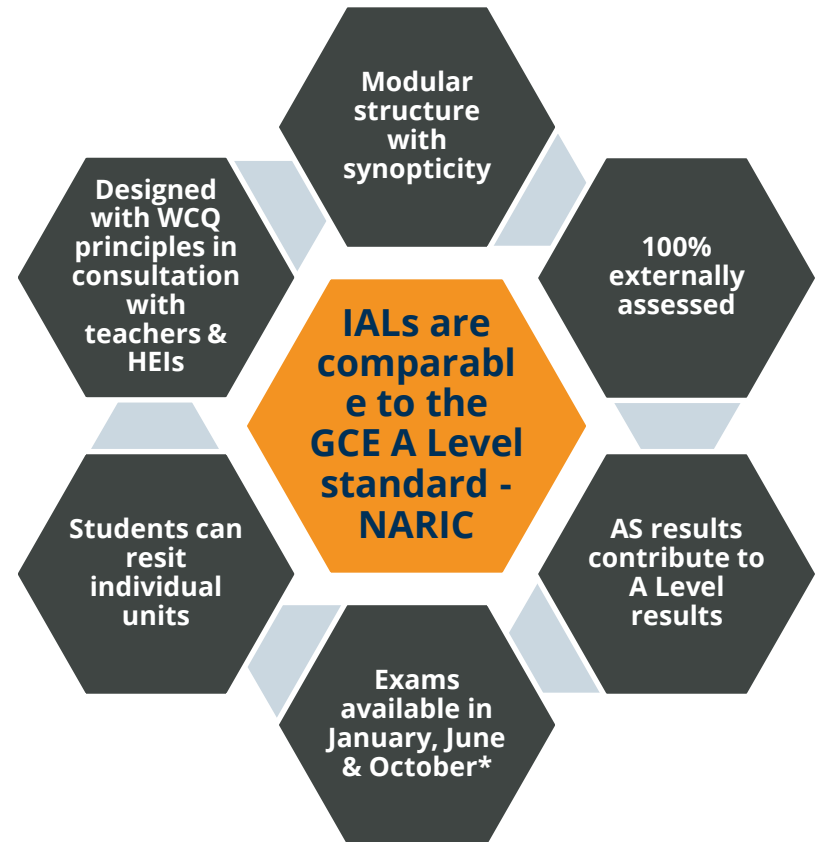 Modular
structure
with
synopticity
100%
externally
assessed
AS results
contribute to
A Level
results
Exams
available in
January, June
& October*
Students can
resit
individual
units
Designed
with WCQ
principles in
consultation
with
teachers &
HEIs
IALs are
comparabl
e to the
GCE A Level
standard -
NARIC